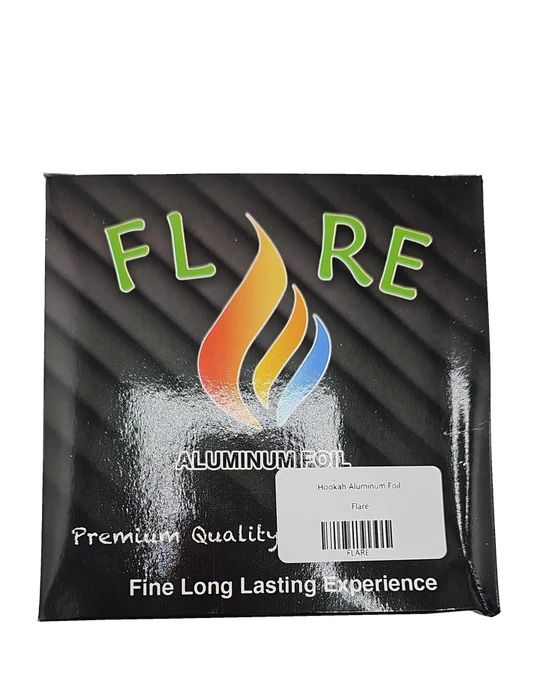 FL RE
ALUMINUM FOIL
Hookah Aluminum Foil
Flare
FLARE
Premium Quality
Fine Long Lasting Experience